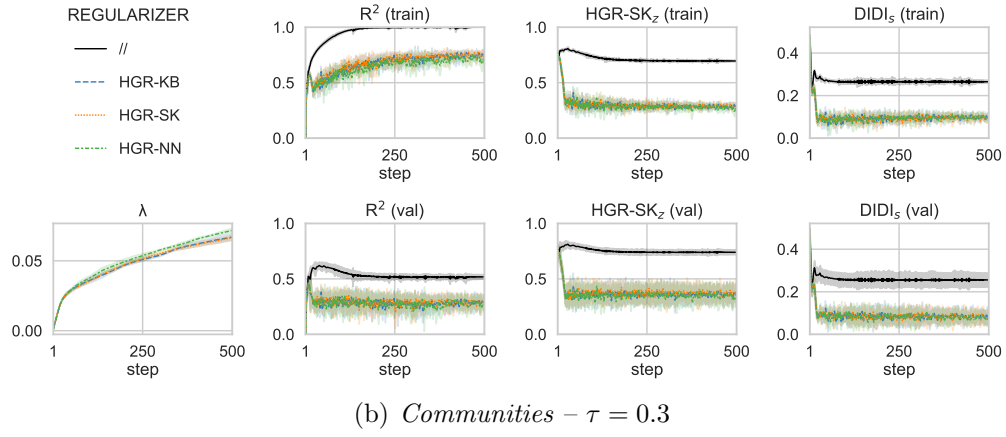 REGULARIZER
//
HGR-KB
HGR-SK
HGR-NN
R² (train)
1.0
0.5
0.0
1 250 500
step
HGR-SK_z (train)
1.0
0.5
0.0
1 250 500
step
DIDI_s (train)
0.4
0.2
0.0
1 250 500
step
λ
0.05
0.00
1 250 500
step
R² (val)
1.0
0.5
0.0
1 250 500
step
HGR-SK_z (val)
1.0
0.5
0.0
1 250 500
step
DIDI_s (val)
0.4
0.2
0.0
1 250 500
step
(b) Communities – τ = 0.3